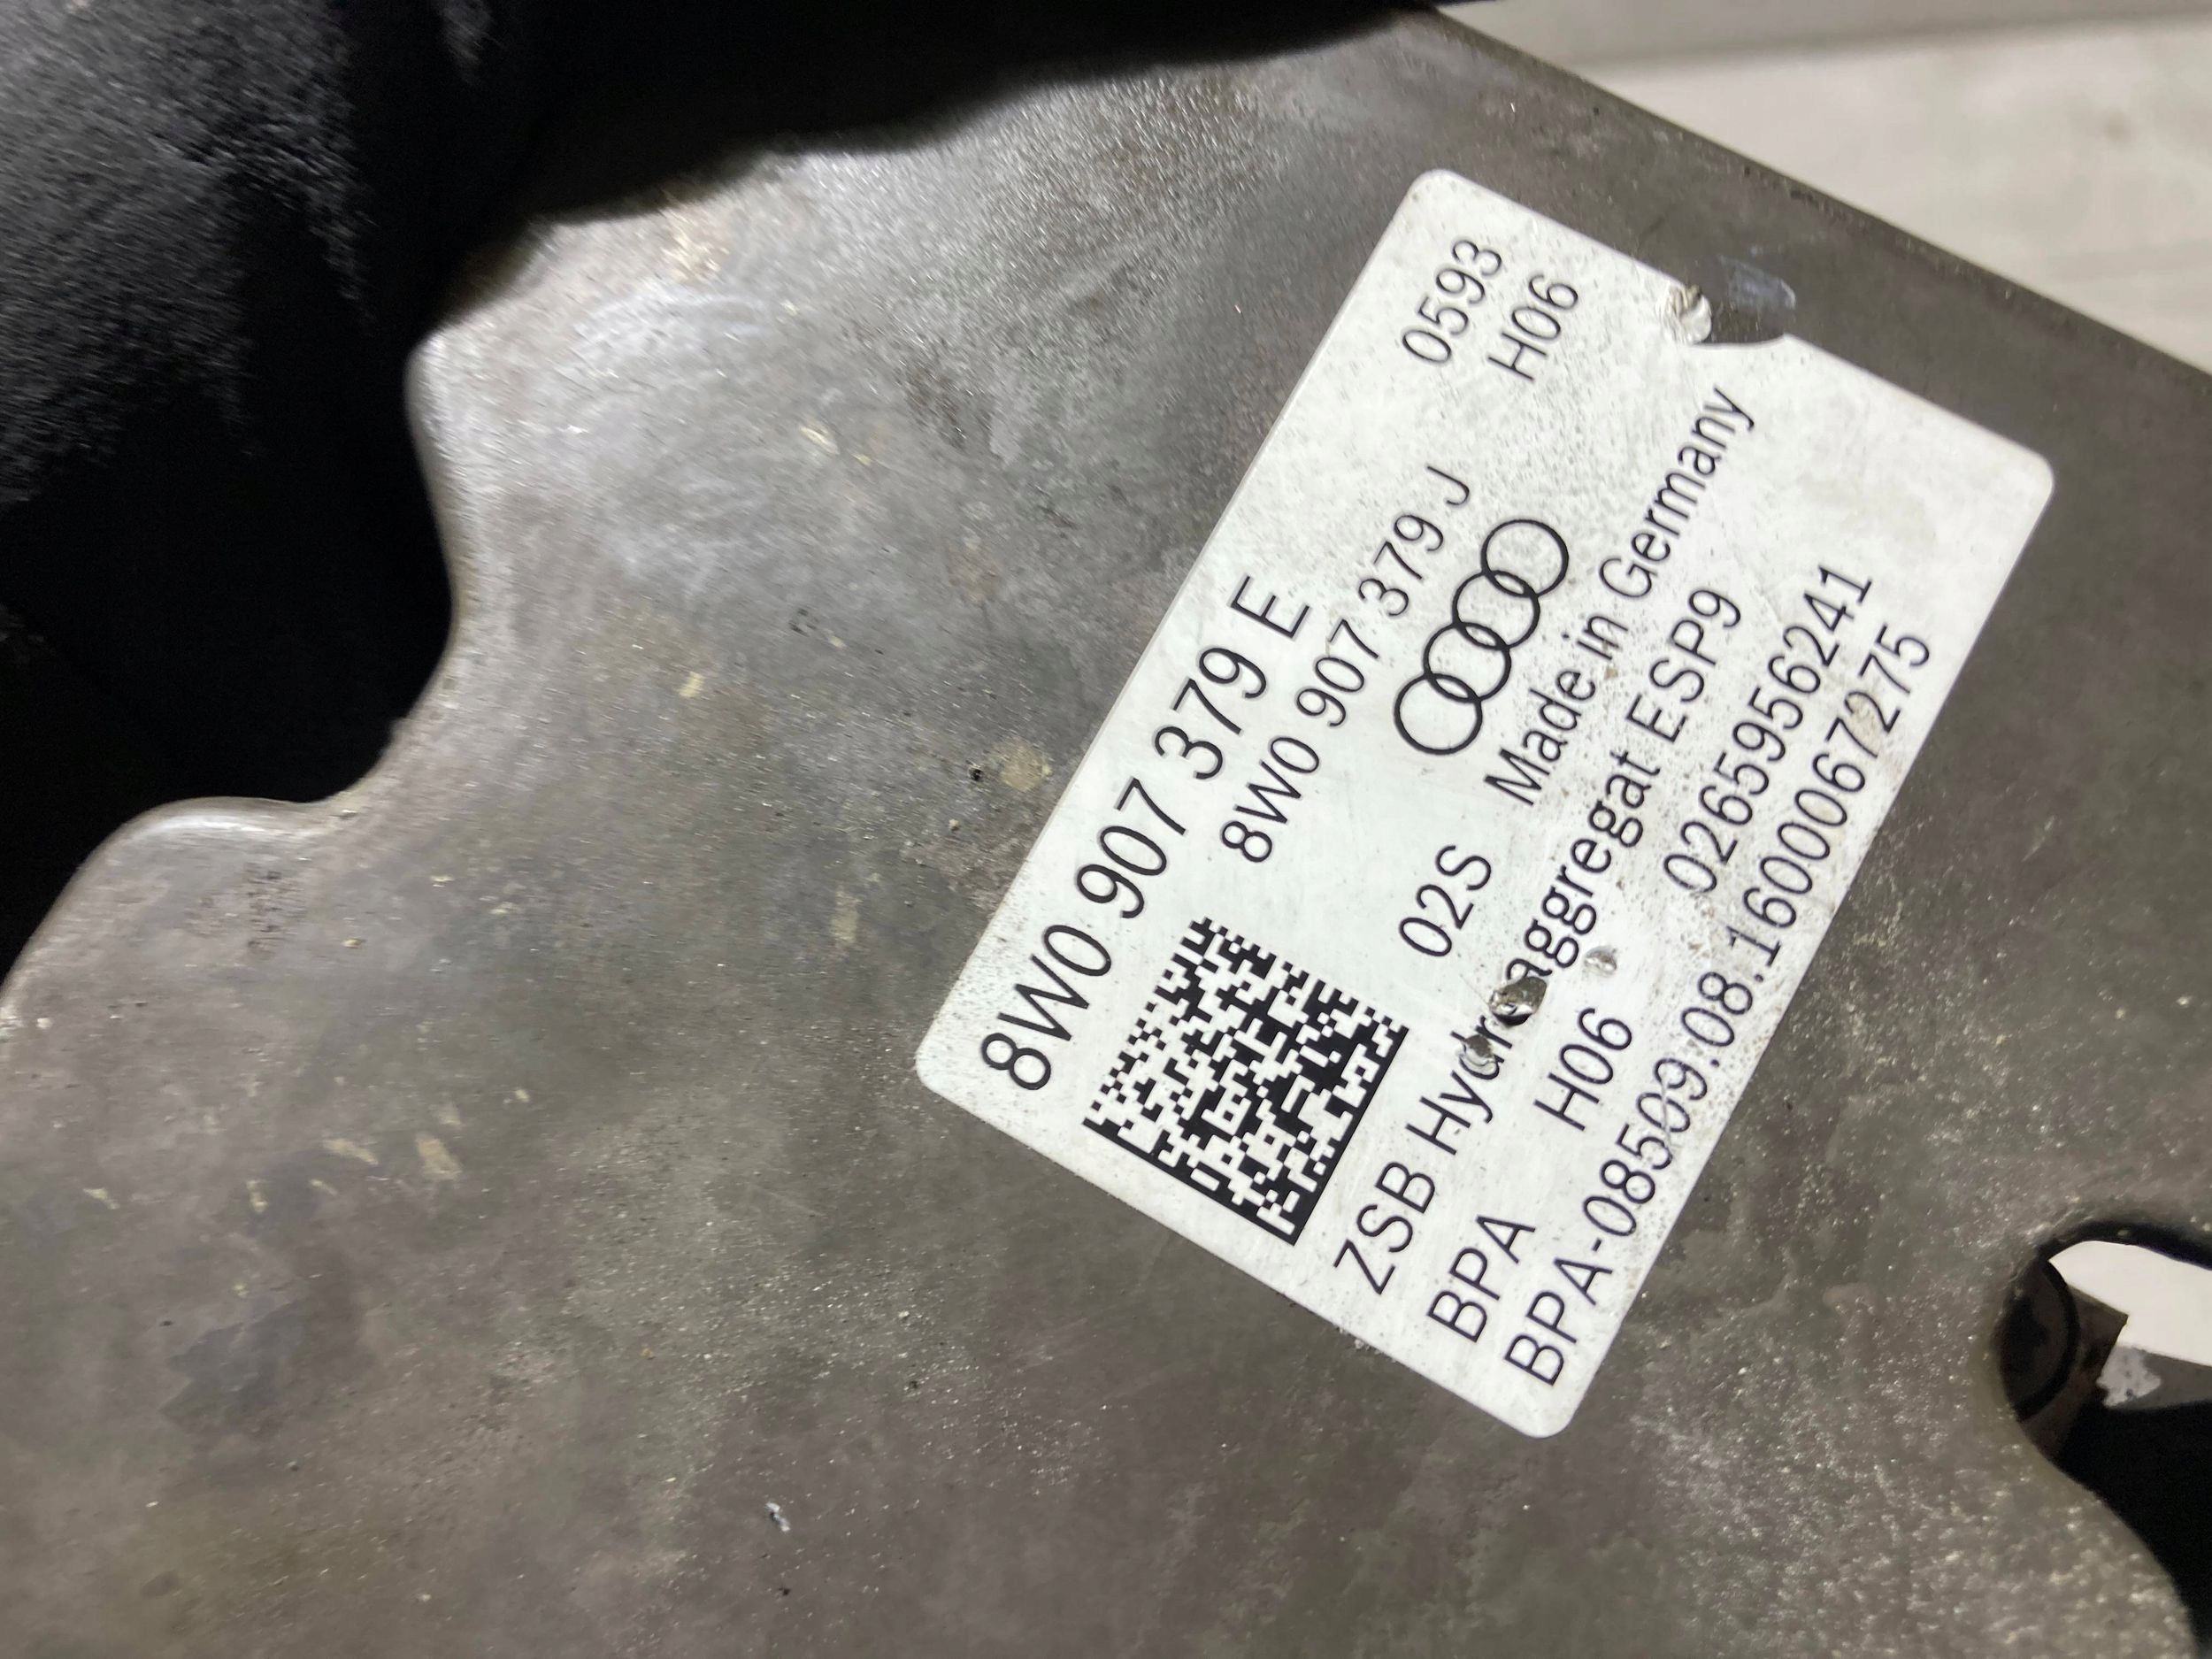 8W0 907 379 E 0593
8W0 907 379 J H06
02S Made in Germany
ZSB Hydroaggregat ESP9
BPA H06 0265956241
BPA-08509.08.1600067275